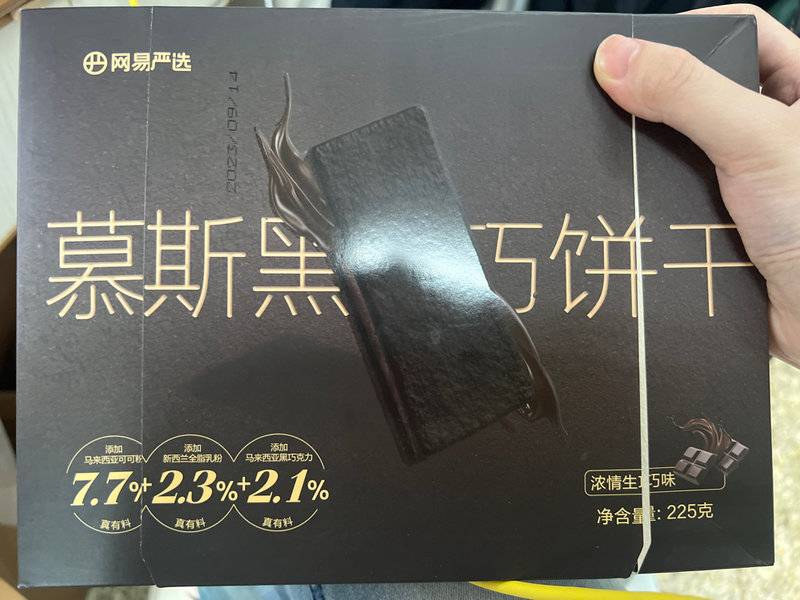 网易严选
2023/09/14
慕斯黑巧饼干
添加
马来西亚可可粉
7.7%
真有料
+
添加
新西兰全脂乳粉
2.3%
真有料
+
添加
马来西亚黑巧克力
2.1%
真有料
浓情生巧味
净含量: 225克